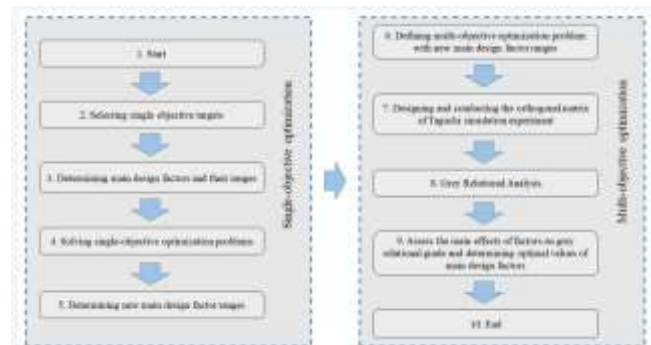 1. Start
2. Selecting single objective targets
3. Determining main design factors and their ranges
4. Solving single-objective optimization problems
5. Determining new main design factor ranges
Single-objective optimization
6. Defining multi-objective optimization problem
with new main design factor ranges
7. Designing and conducting the orthogonal matrix
of Taguchi simulation experiment
8. Grey Relational Analysis
9. Assess the main effects of factors on grey
relational grade and determining optimal values of
main design factors
10. End
Multi-objective optimization